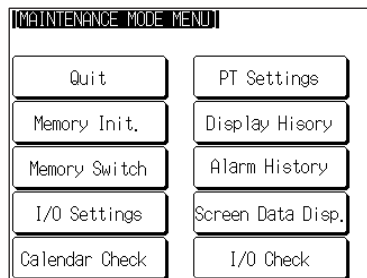 [MAINTENANCE MODE MENU]
Quit
PT Settings
Memory Init.
Display Hisory
Memory Switch
Alarm History
I/O Settings
Screen Data Disp.
Calendar Check
I/O Check